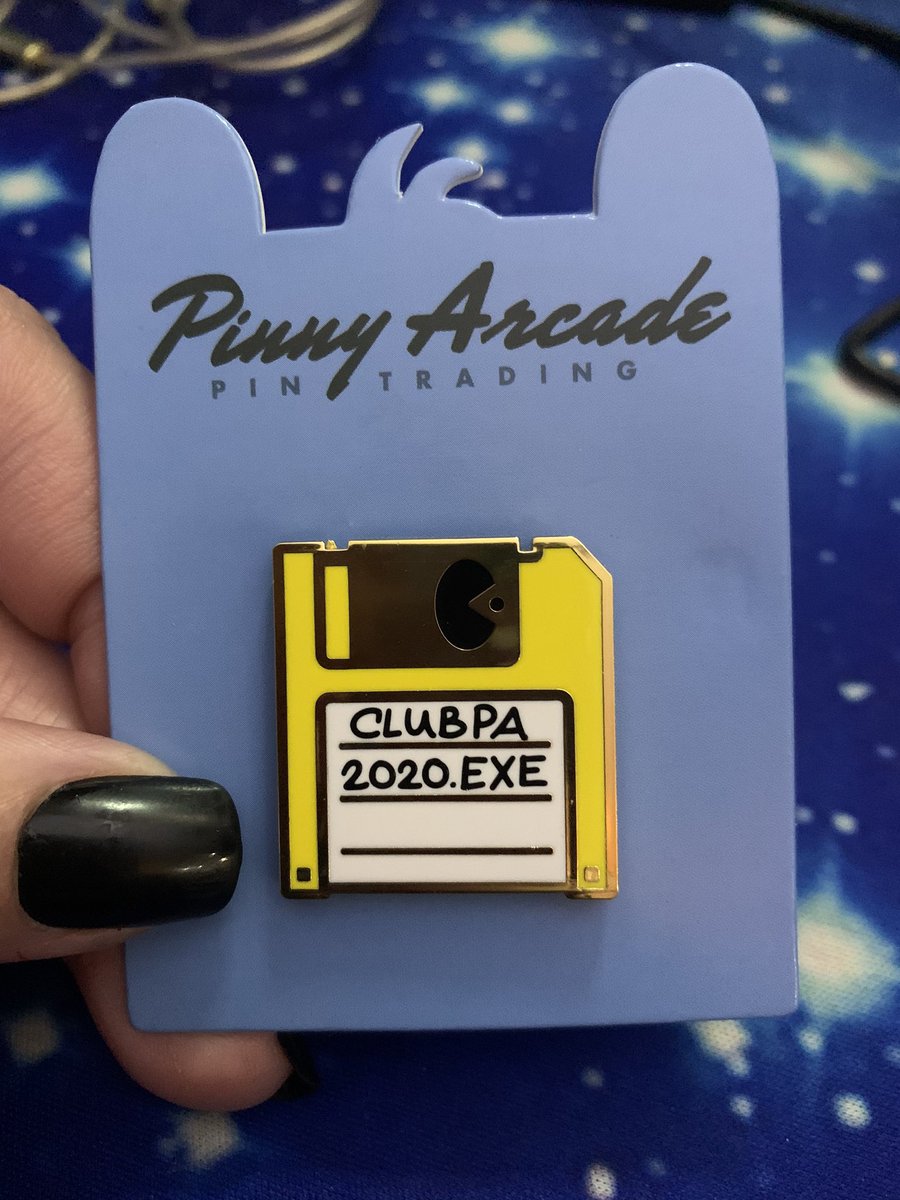 Pinny Arcade
PIN TRADING
CLUBPA
2020.EXE